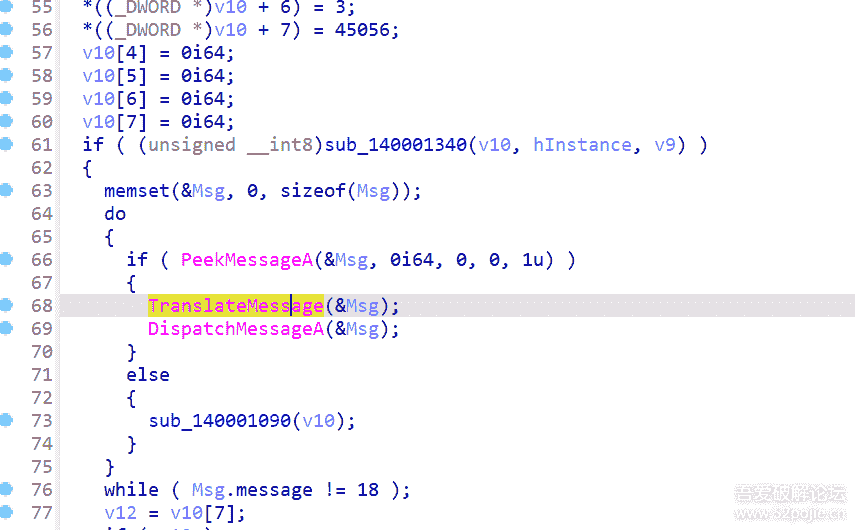 55 *((_DWORD *)v10 + 6) = 3;
56 *((_DWORD *)v10 + 7) = 45056;
57 v10[4] = 0i64;
58 v10[5] = 0i64;
59 v10[6] = 0i64;
60 v10[7] = 0i64;
61 if ( (unsigned __int8)sub_140001340(v10, hInstance, v9) )
62 {
63 memset(&Msg, 0, sizeof(Msg));
64 do
65 {
66 if ( PeekMessageA(&Msg, 0i64, 0, 0, 1u) )
67 {
68 TranslateMessage(&Msg);
69 DispatchMessageA(&Msg);
70 }
71 else
72 {
73 sub_140001090(v10);
74 }
75 }
76 while ( Msg.message != 18 );
77 v12 = v10[7];
吾爱破解论坛
www.52pojie.cn